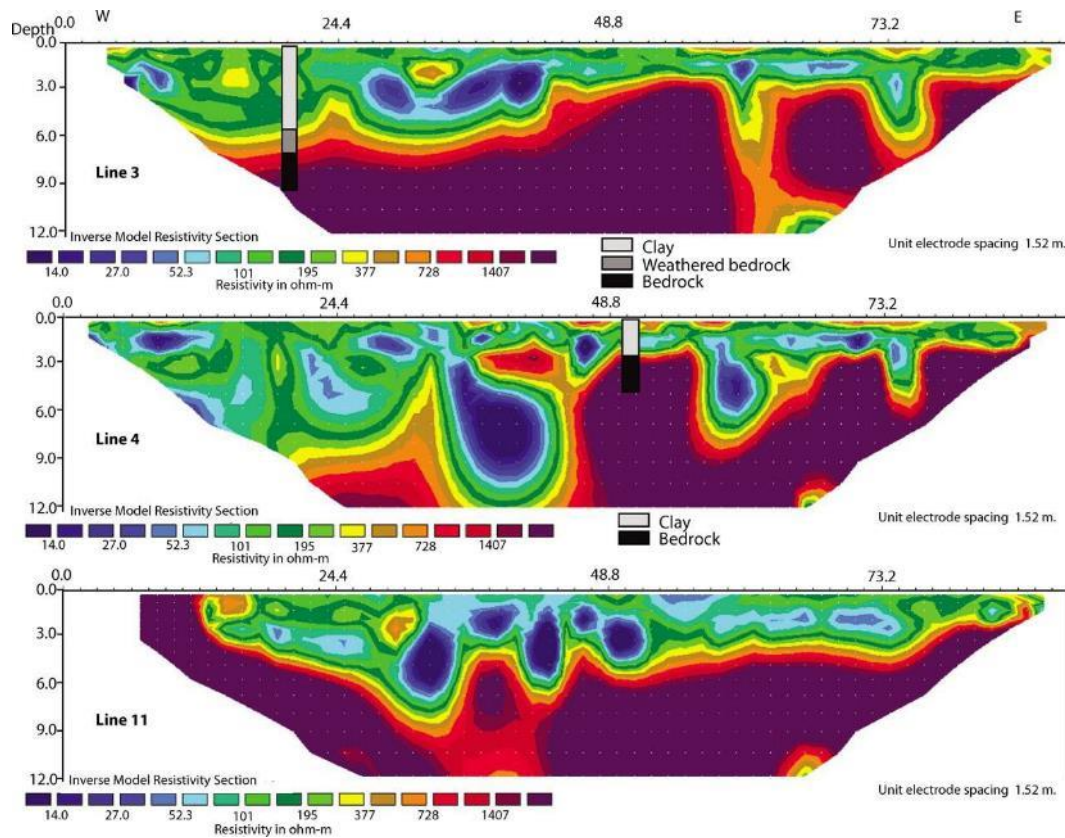 W E
Depth 0.0 24.4 48.8 73.2
0.0
3.0
6.0
9.0
12.0
Line 3
Inverse Model Resistivity Section
14.0 27.0 52.3 101 195 377 728 1407
Resistivity in ohm-m
Clay
Weathered bedrock
Bedrock
Unit electrode spacing 1.52 m.
0.0 24.4 48.8 73.2
0.0
3.0
6.0
9.0
12.0
Line 4
Inverse Model Resistivity Section
14.0 27.0 52.3 101 195 377 728 1407
Resistivity in ohm-m
Clay
Bedrock
Unit electrode spacing 1.52 m.
0.0 24.4 48.8 73.2
0.0
3.0
6.0
9.0
12.0
Line 11
Inverse Model Resistivity Section
14.0 27.0 52.3 101 195 377 728 1407
Resistivity in ohm-m
Unit electrode spacing 1.52 m.